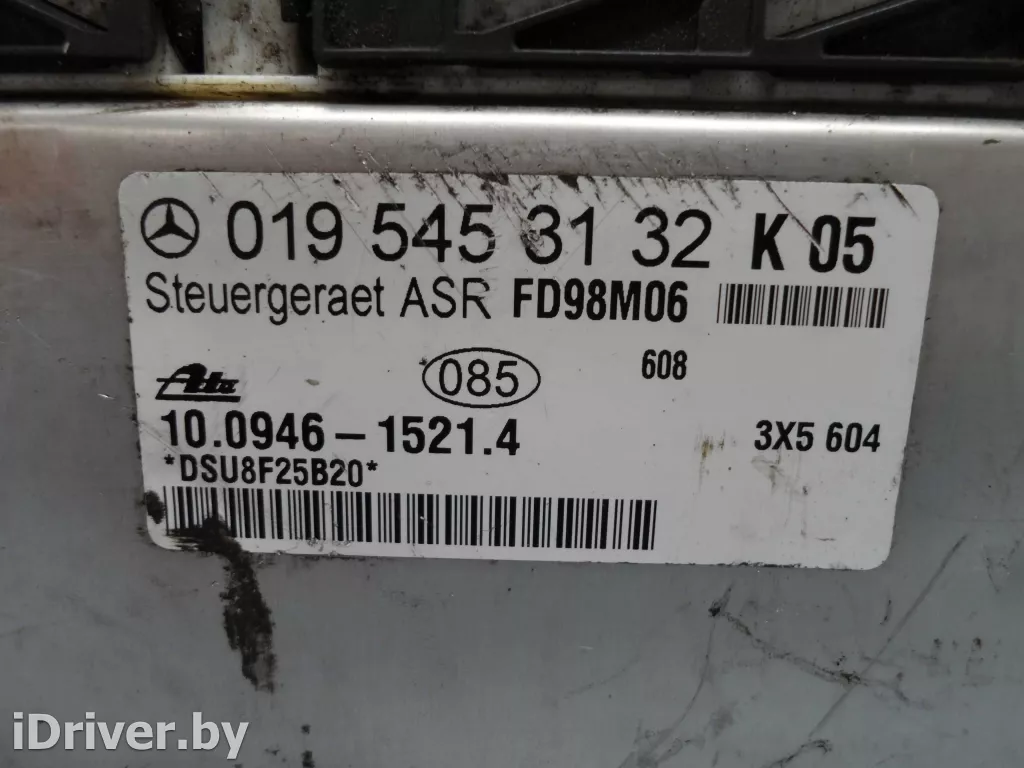 019 545 31 32 K 05
Steuergeraet ASR FD98M06
085 608
Ate
10.0946-1521.4 3X5 604
*DSU8F25B20*
iDriver.by